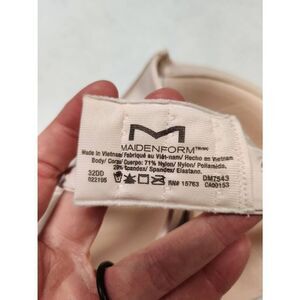 M
MAIDENFORM
Made in Vietnam/ Fabriqué au Viêt-nam/ Hecho en Vietnam
Body/ Corps/ Cuerpo: 71% Nylon/ Nylon/ Poliamida,
29% Spandex/ Spandex/ Elastano.
32DD DM7543
022195 RN# 15763 CA00153